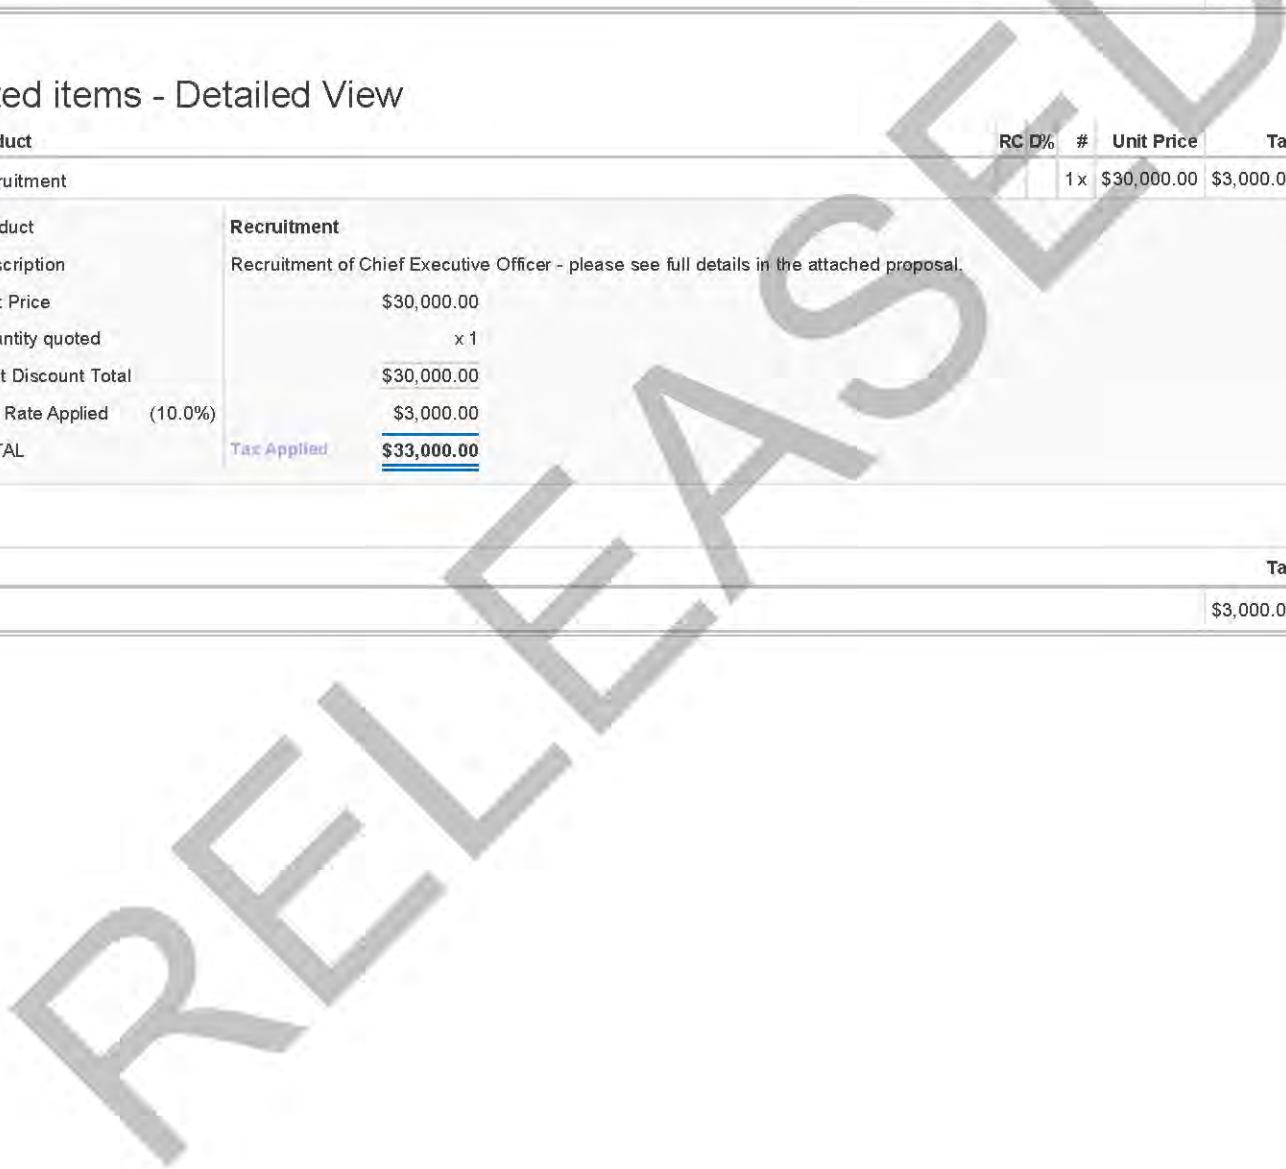 ted items - Detailed View
duct RC D% # Unit Price Ta
ruitment 1 x $30,000.00 $3,000.0
duct Recruitment
scription Recruitment of Chief Executive Officer - please see full details in the attached proposal.
t Price $30,000.00
antity quoted x 1
t Discount Total $30,000.00
Rate Applied (10.0%) $3,000.00
TAL Tax Applied $33,000.00
Ta
$3,000.0
RELEASED